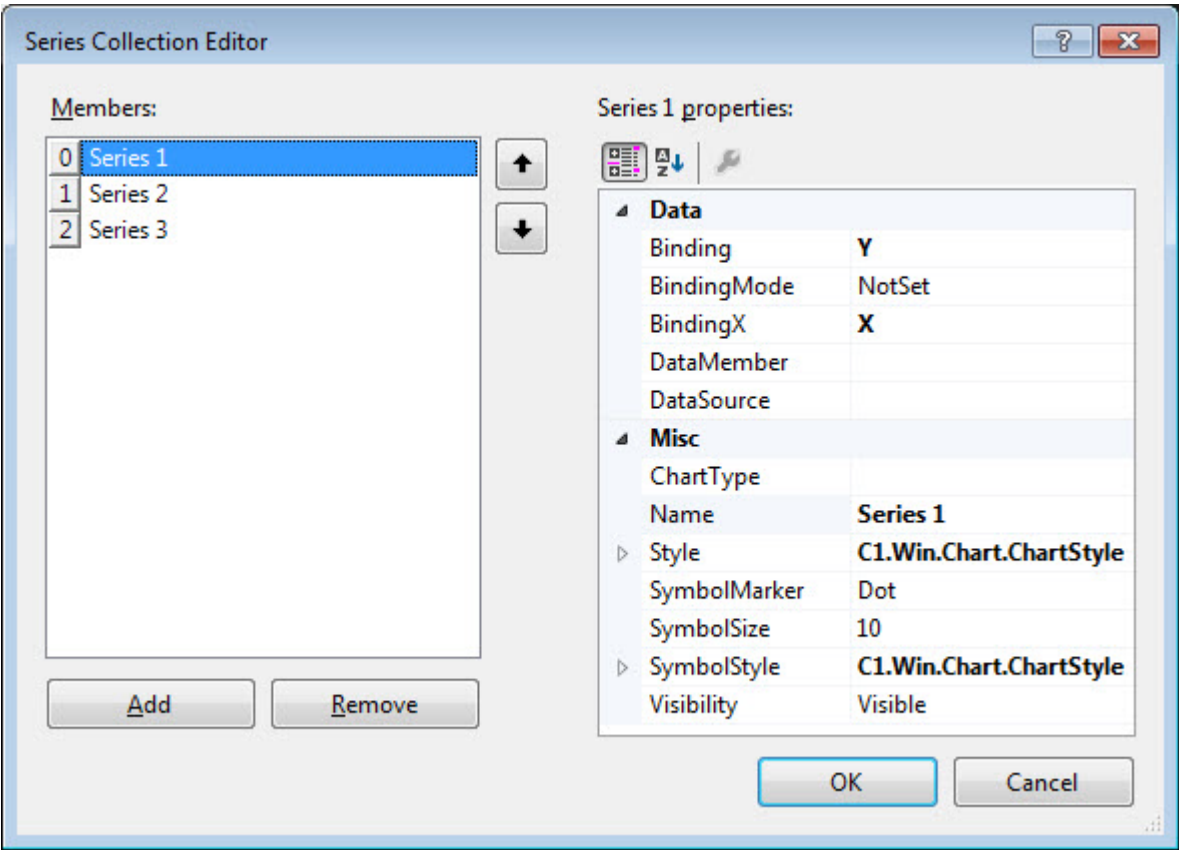 Series Collection Editor
Members:
0 Series 1
1 Series 2
2 Series 3
Add Remove
Series 1 properties:
Data
Binding Y
BindingMode NotSet
BindingX X
DataMember
DataSource
Misc
ChartType
Name Series 1
Style C1.Win.Chart.ChartStyle
SymbolMarker Dot
SymbolSize 10
SymbolStyle C1.Win.Chart.ChartStyle
Visibility Visible
OK Cancel